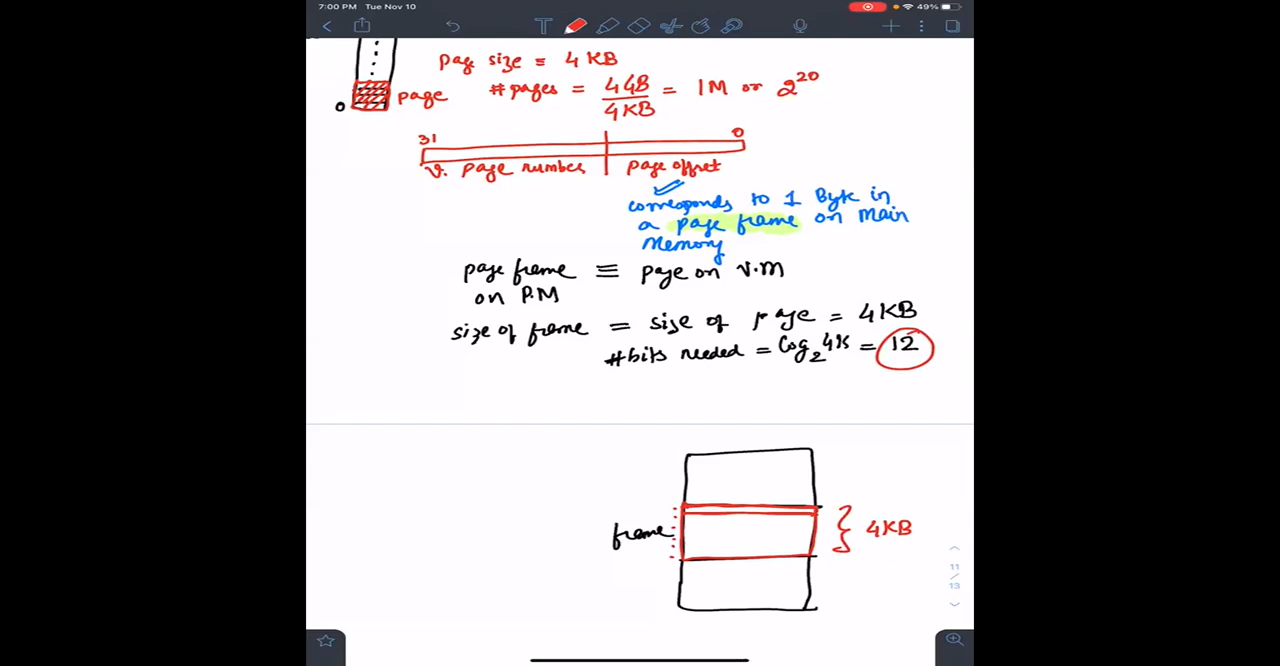 7:00 PM Tue Nov 10
49%
T
page size = 4 KB
0 page # pages = 4GB / 4KB = 1M or 2^20
31 0
V. page number page offset
corresponds to 1 Byte in
a page frame on Main
Memory
page frame ≡ page on V.M
on P.M
size of frame = size of page = 4KB
#bits needed = log2 4K = 12
frame 4KB
11
/
13